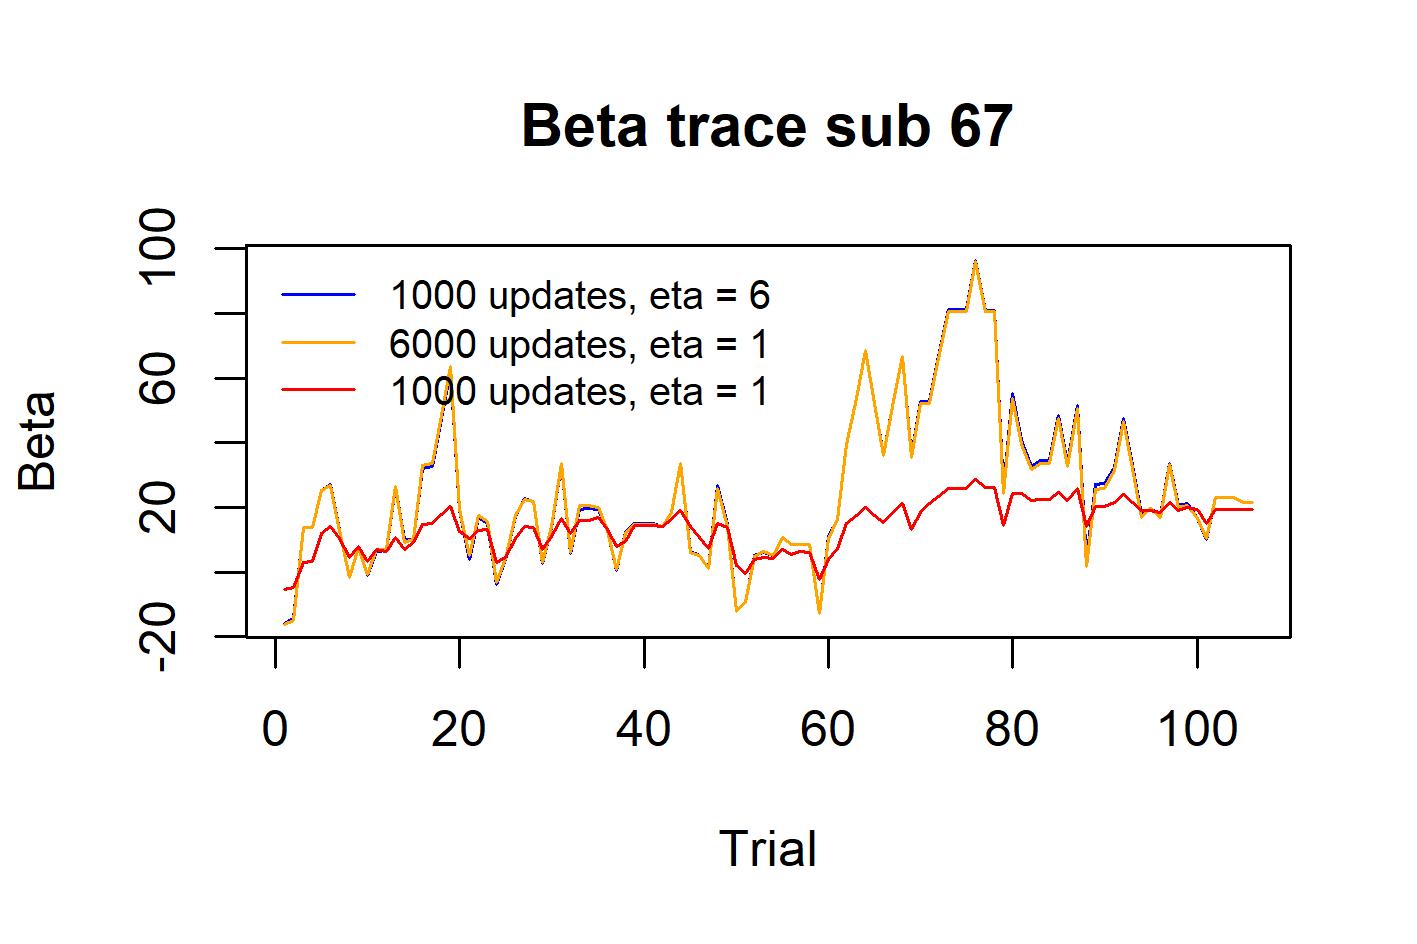 Beta trace sub 67
100
60
20
-20
Beta
1000 updates, eta = 6
6000 updates, eta = 1
1000 updates, eta = 1
0 20 40 60 80 100
Trial